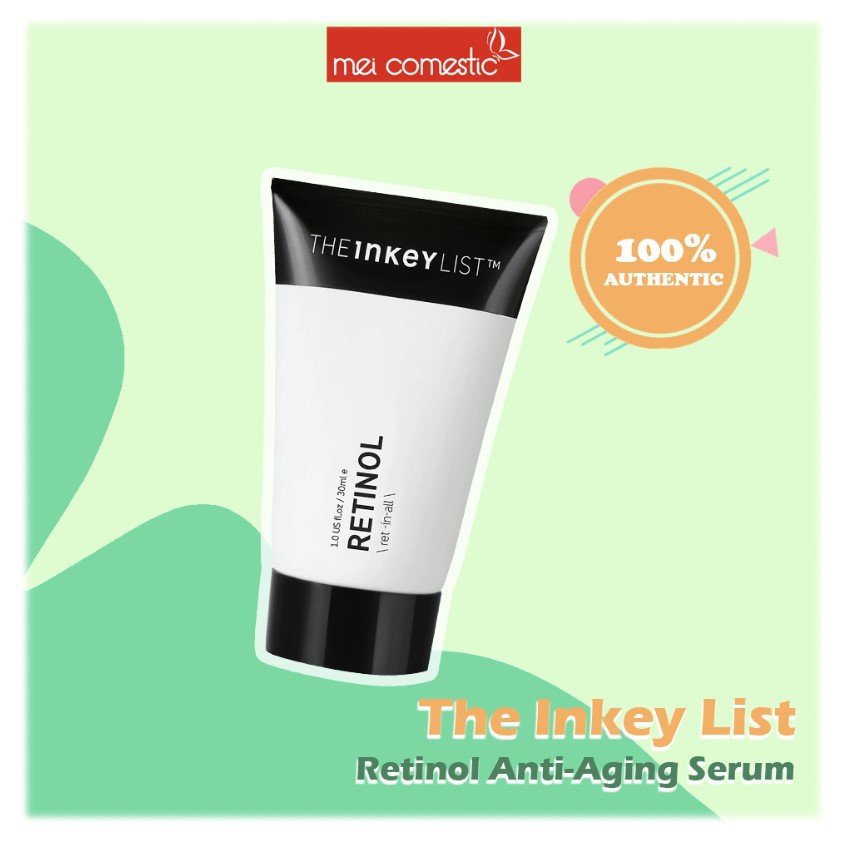 mei comestic
THE INKEY LIST™
1.0 US fl.oz / 30ml e
RETINOL
\ ret-in-all \
100%
AUTHENTIC
The Inkey List
Retinol Anti-Aging Serum